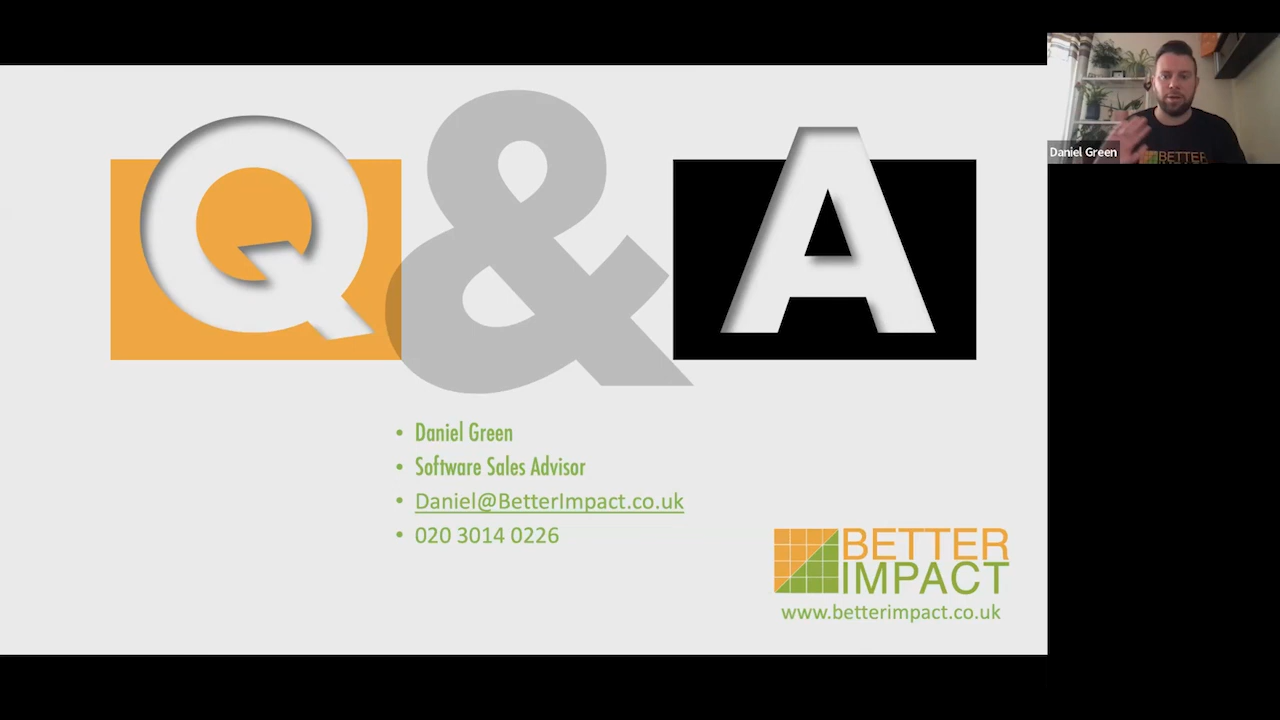 Q & A
Daniel Green
BETTER
• Daniel Green
• Software Sales Advisor
• Daniel@BetterImpact.co.uk
• 020 3014 0226
BETTER
IMPACT
www.betterimpact.co.uk